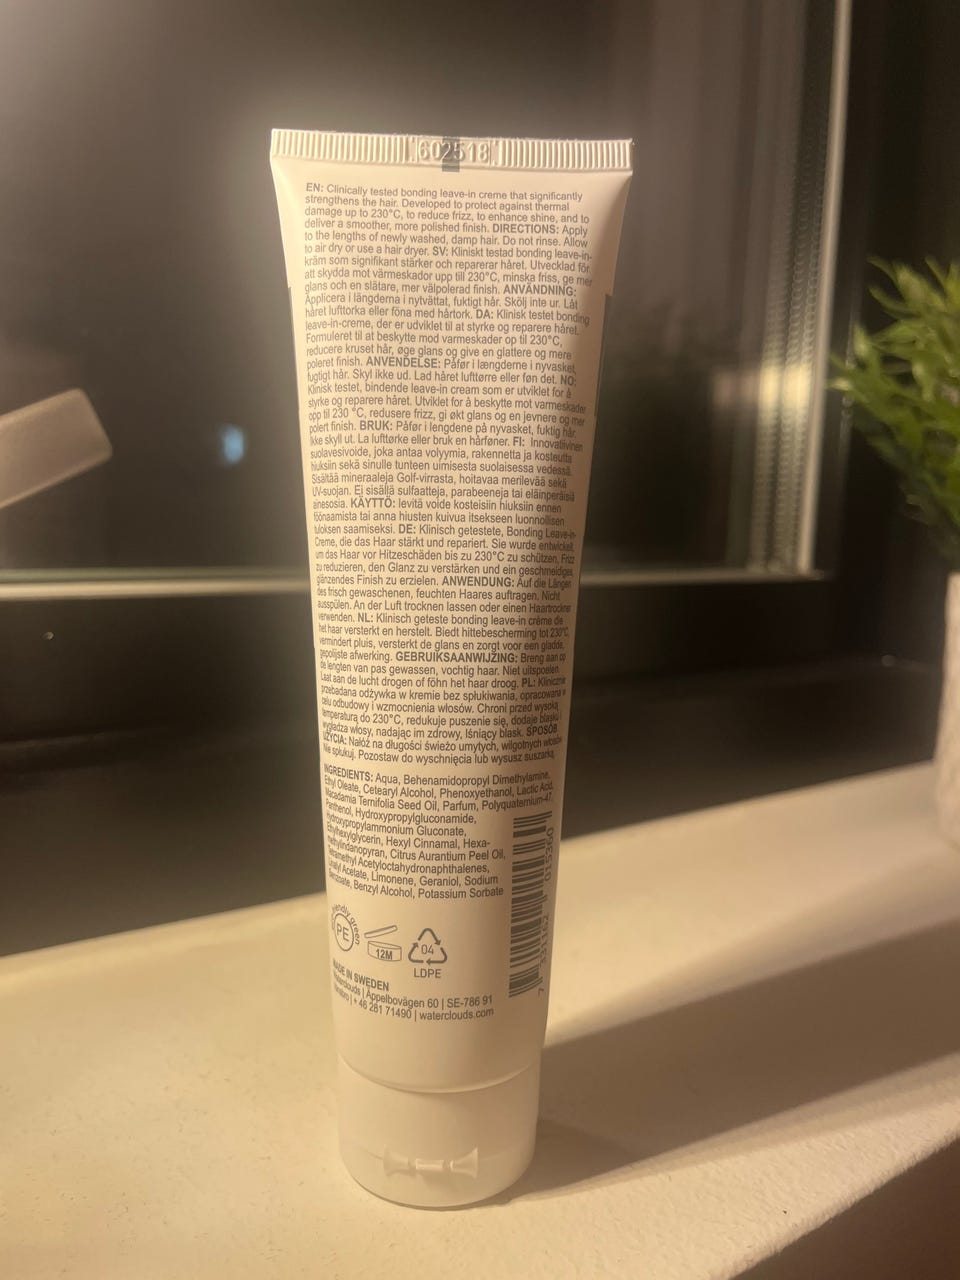 602518
EN: Clinically tested bonding leave-in creme that significantly
strengthens the hair. Developed to protect against thermal
damage up to 230°C, to reduce frizz, to enhance shine, and to
deliver a smoother, more polished finish. DIRECTIONS: Apply
to the lengths of newly washed, damp hair. Do not rinse. Allow
to air dry or use a hair dryer. SV: Kliniskt testad bonding leave-in-
kräm som signifikant stärker och reparerar håret. Utvecklad för
att skydda mot värmeskador upp till 230°C, minska friss, ge mer
glans och en slätare, mer välpolerad finish. ANVÄNDNING:
Applicera i längderna i nytvättat, fuktigt hår. Skölj inte ur. Låt
håret lufttorka eller föna med hårtork. DA: Klinisk testet bonding
leave-in-creme, der er udviklet til at styrke og reparere håret.
Formuleret til at beskytte mod varmeskader op til 230°C,
reducere kruset hår, øge glans og give en glattere og mere
poleret finish. ANVENDELSE: Påfør i længderne i nyvasket,
fugtigt hår. Skyl ikke ud. Lad håret lufttørre eller føn det. NO:
Klinisk testet, bindende leave-in cream som er utviklet for å
styrke og reparere håret. Utviklet for å beskytte mot varmeskader
opp til 230 °C, redusere frizz, gi økt glans og en jevnere og mer
polert finish. BRUK: Påfør i lengdene på nyvasket, fuktig hår.
Ikke skyll ut. La lufttørke eller bruk en hårføner. FI: Innovatiivinen
suolavesivoide, joka antaa volyymia, rakennetta ja kosteutta
hiuksiin sekä sinulle tunteen uimisesta suolaisessa vedessä.
Sisältää mineraaleja Golf-virrasta, hoitavaa merilevää sekä
UV-suojan. Ei sisällä sulfaatteja, parabeeneja tai eläinperäisiä
ainesosia. KÄYTTÖ: levitä voide kosteisiin hiuksiin ennen
föönaamista tai anna hiusten kuivua itsekseen luonnollisen
tuloksen saamiseksi. DE: Klinisch getestete, Bonding Leave-in-
Creme, die das Haar stärkt und repariert. Sie wurde entwickelt,
um das Haar vor Hitzeschäden bis zu 230°C zu schützen, Frizz
zu reduzieren, den Glanz zu verstärken und ein geschmeidiges,
glänzendes Finish zu erzielen. ANWENDUNG: Auf die Längen
des frisch gewaschenen, feuchten Haares auftragen. Nicht
ausspülen. An der Luft trocknen lassen oder einen Haartrockner
verwenden. NL: Klinisch geteste bonding leave-in crème die
het haar versterkt en herstelt. Biedt hittebescherming tot 230°C,
vermindert pluis, versterkt de glans en zorgt voor een gladde,
gepolijste afwerking. GEBRUIKSAANWIJZING: Breng aan op
de lengten van pas gewassen, vochtig haar. Niet uitspoelen.
Laat aan de lucht drogen of föhn het haar droog. PL: Klinicznie
przebadana odżywka w kremie bez spłukiwania, opracowana w
celu odbudowy i wzmocnienia włosów. Chroni przed wysoką
temperaturą do 230°C, redukuje puszenie się, dodaje blasku i
wygładza włosy, nadając im zdrowy, lśniący blask. SPOSÓB
UŻYCIA: Nałóż na długości świeżo umytych, wilgotnych włosów.
Nie spłukuj. Pozostaw do wyschnięcia lub wysusz suszarką.
INGREDIENTS: Aqua, Behenamidopropyl Dimethylamine,
Ethyl Oleate, Cetearyl Alcohol, Phenoxyethanol, Lactic Acid,
Macadamia Ternifolia Seed Oil, Parfum, Polyquaternium-47,
Panthenol, Hydroxypropylgluconamide,
Hydroxypropylammonium Gluconate,
Ethylhexylglycerin, Hexyl Cinnamal, Hexa-
methylindanopyran, Citrus Aurantium Peel Oil,
Tetramethyl Acetyloctahydronaphthalenes,
Linalyl Acetate, Limonene, Geraniol, Sodium
Benzoate, Benzyl Alcohol, Potassium Sorbate
friendly green
PE
12M
04
LDPE
7 331162 015360
MADE IN SWEDEN
Waterclouds | Äppelbovägen 60 | SE-786 91
+ 46 281 71490 | waterclouds.com